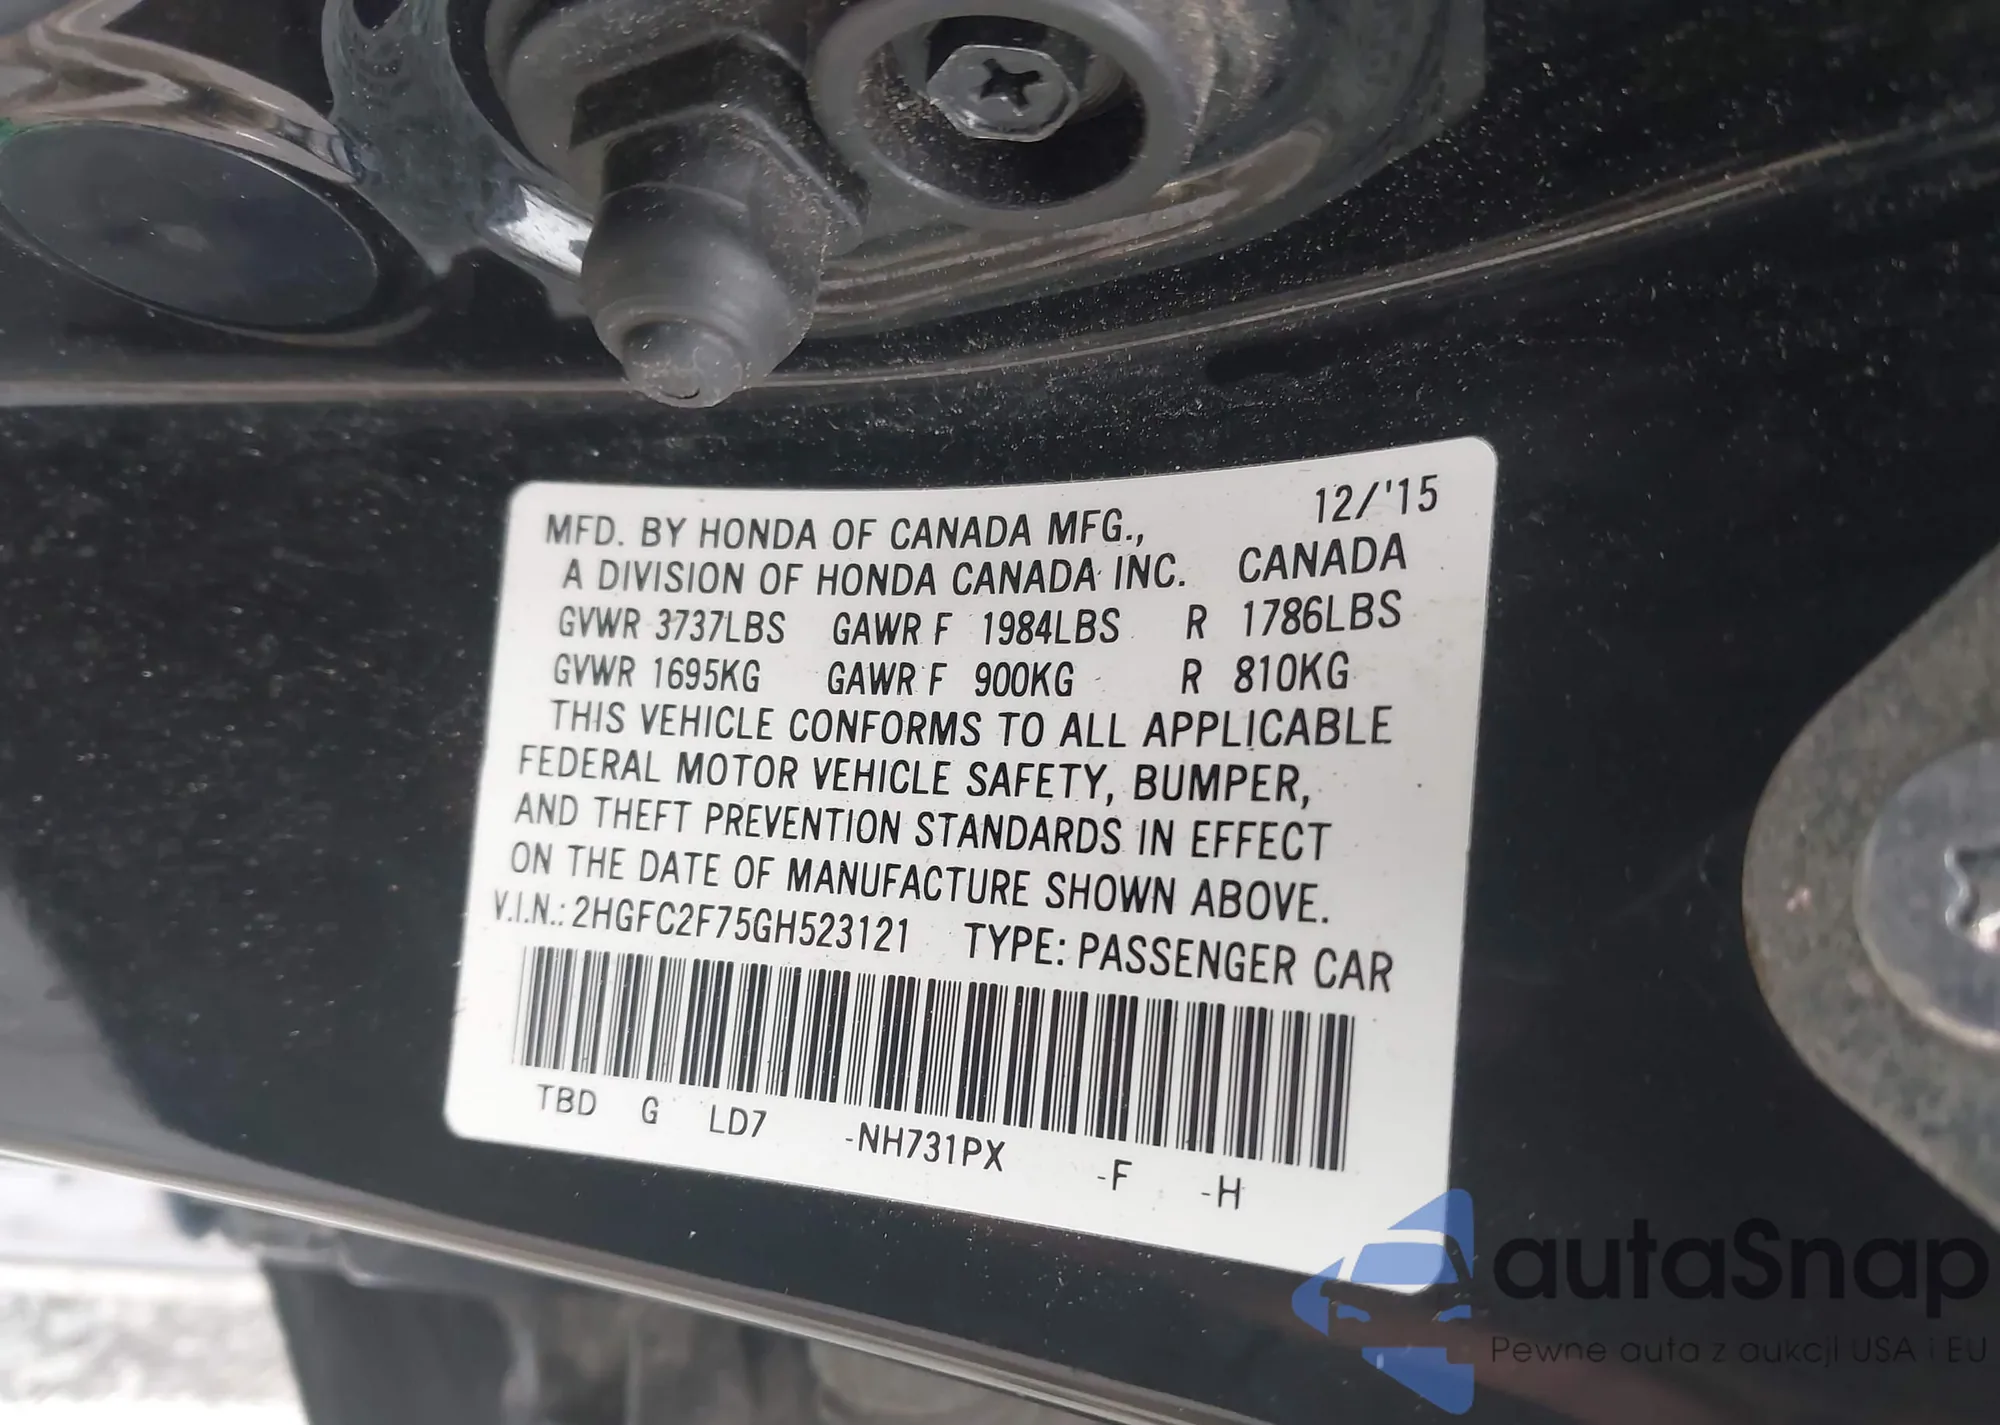 12/'15
MFD. BY HONDA OF CANADA MFG.,
A DIVISION OF HONDA CANADA INC. CANADA
GVWR 3737LBS GAWR F 1984LBS R 1786LBS
GVWR 1695KG GAWR F 900KG R 810KG
THIS VEHICLE CONFORMS TO ALL APPLICABLE
FEDERAL MOTOR VEHICLE SAFETY, BUMPER,
AND THEFT PREVENTION STANDARDS IN EFFECT
ON THE DATE OF MANUFACTURE SHOWN ABOVE.
V.I.N.: 2HGFC2F75GH523121 TYPE: PASSENGER CAR
TBD G LD7 -NH731PX -F -H
autaSnap
Pewne auta z aukcji USA i EU